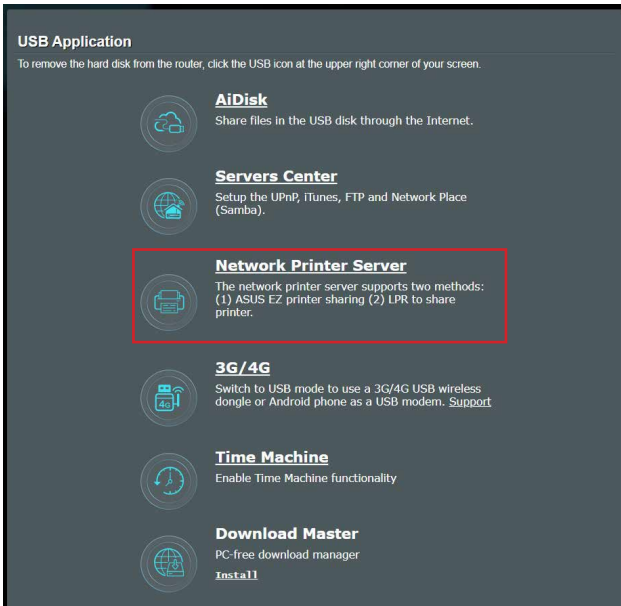 USB Application
To remove the hard disk from the router, click the USB icon at the upper right corner of your screen.
AiDisk
Share files in the USB disk through the Internet.
Servers Center
Setup the UPnP, iTunes, FTP and Network Place
(Samba).
Network Printer Server
The network printer server supports two methods:
(1) ASUS EZ printer sharing (2) LPR to share
printer.
3G/4G
Switch to USB mode to use a 3G/4G USB wireless
dongle or Android phone as a USB modem. Support
4G
Time Machine
Enable Time Machine functionality
Download Master
PC-free download manager
Install